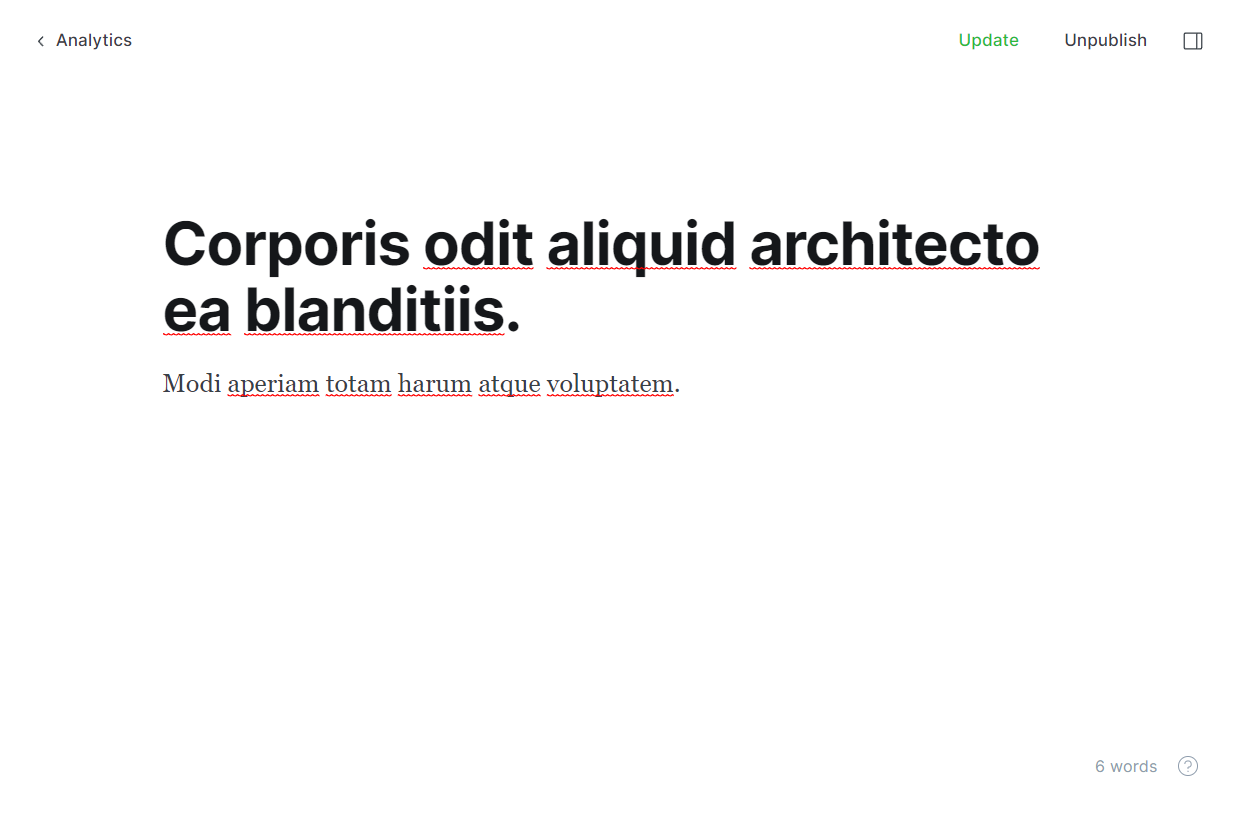 Analytics
Update
Unpublish
Corporis odit aliquid architecto
ea blanditiis.
Modi aperiam totam harum atque voluptatem.
6 words
?